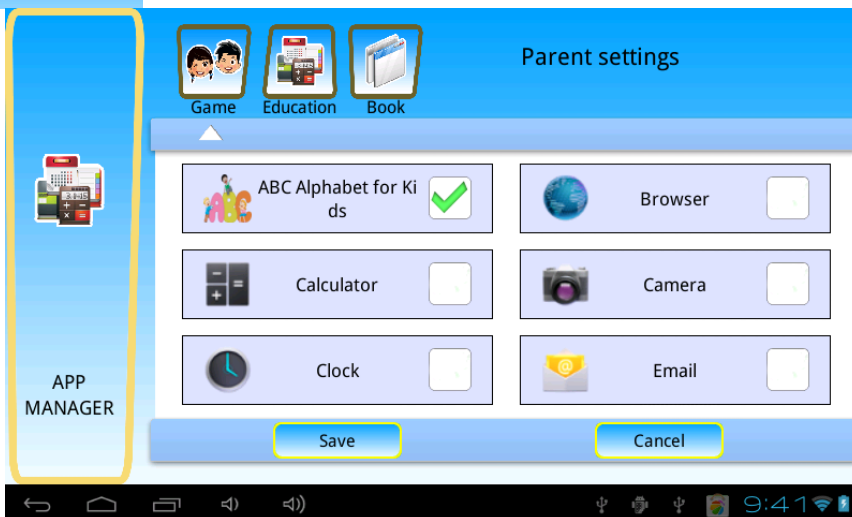 Parent settings
Game Education Book
ABC Alphabet for Ki
ds
Browser
Calculator
Camera
Clock
Email
APP
MANAGER
Save
Cancel
9:41